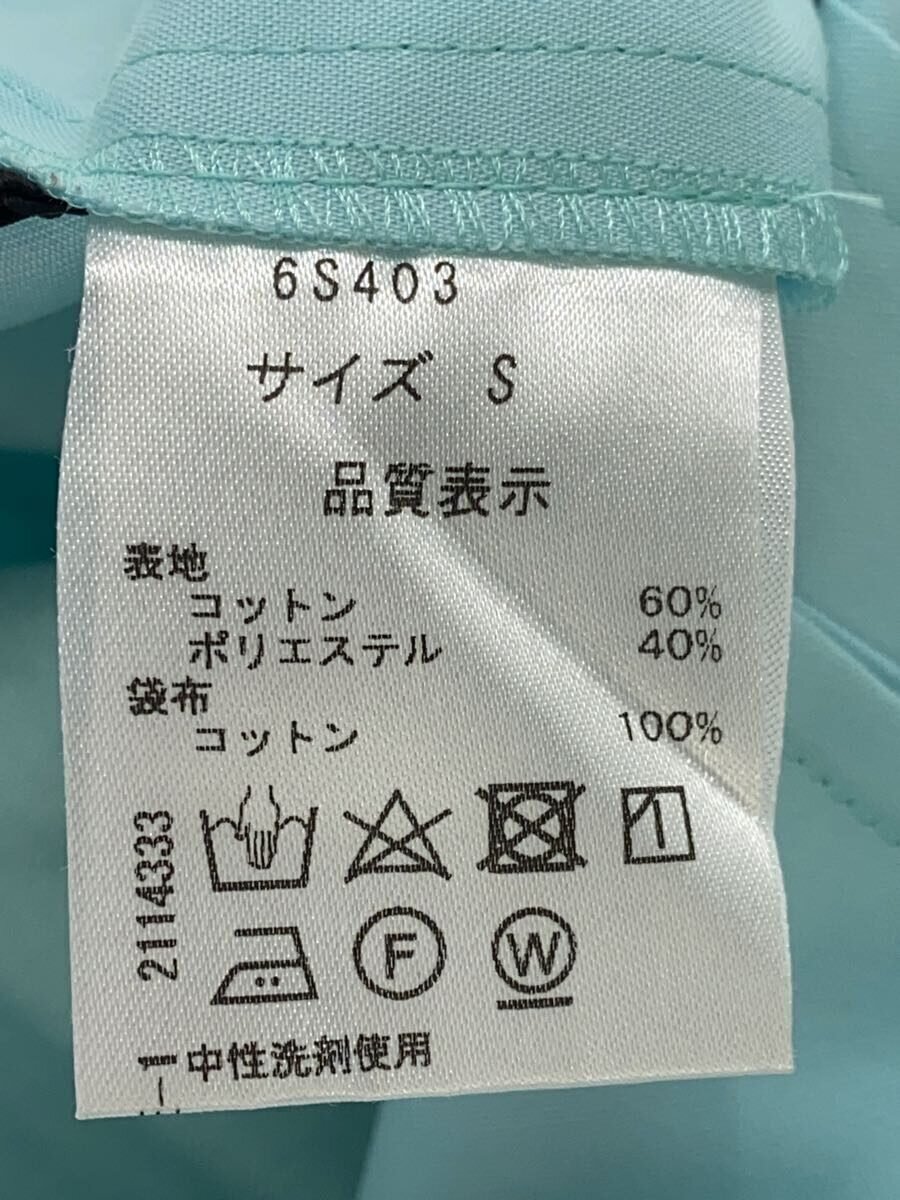 6S403
サイズ S
品質表示
表地
コットン 60%
ポリエステル 40%
袋布
コットン 100%
2114333
F
W
中性洗剤使用